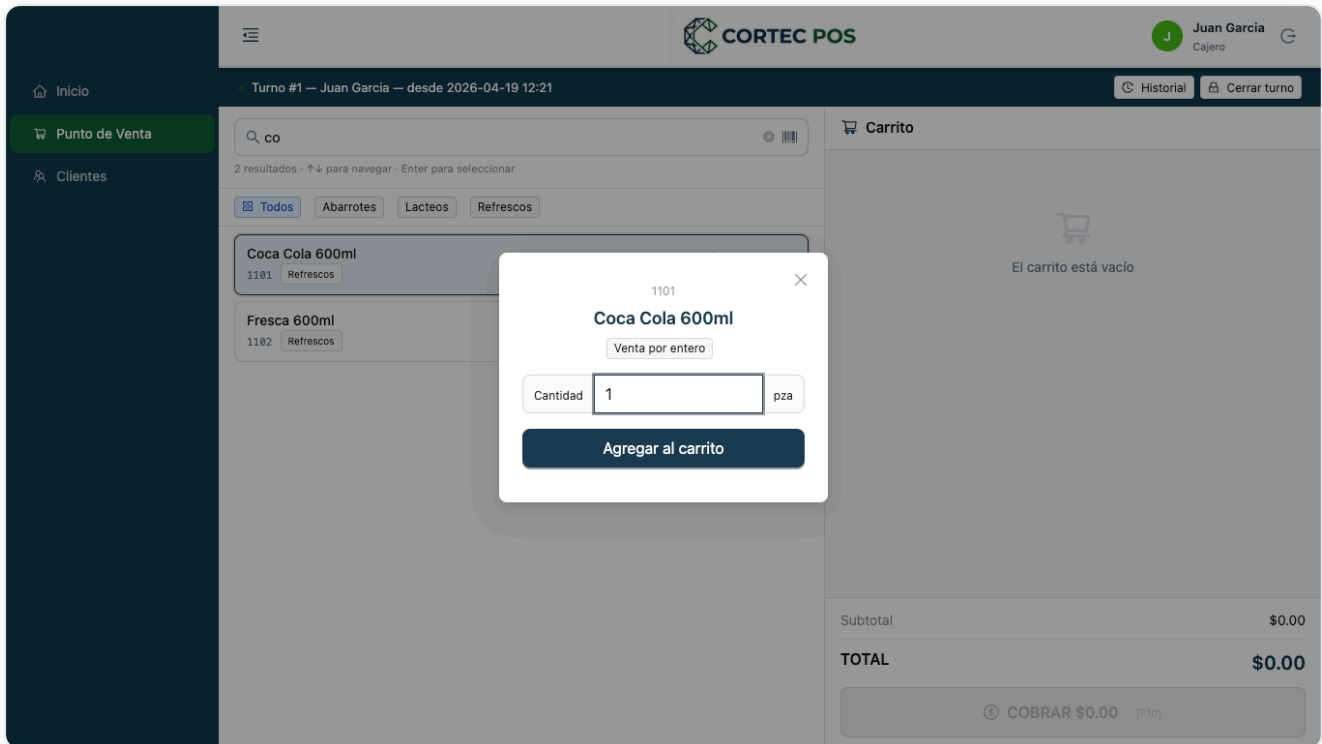 CORTEC POS
J
Juan Garcia
Cajero
Inicio
Punto de Venta
Clientes
Turno #1 — Juan Garcia — desde 2026-04-19 12:21
Historial
Cerrar turno
co
2 resultados · ↑↓ para navegar · Enter para seleccionar
Todos Abarrotes Lacteos Refrescos
Coca Cola 600ml
1101 Refrescos
Fresca 600ml
1102 Refrescos
1101
Coca Cola 600ml
Venta por entero
Cantidad 1 pza
Agregar al carrito
Carrito
El carrito está vacío
Subtotal $0.00
TOTAL $0.00
COBRAR $0.00 [F10]